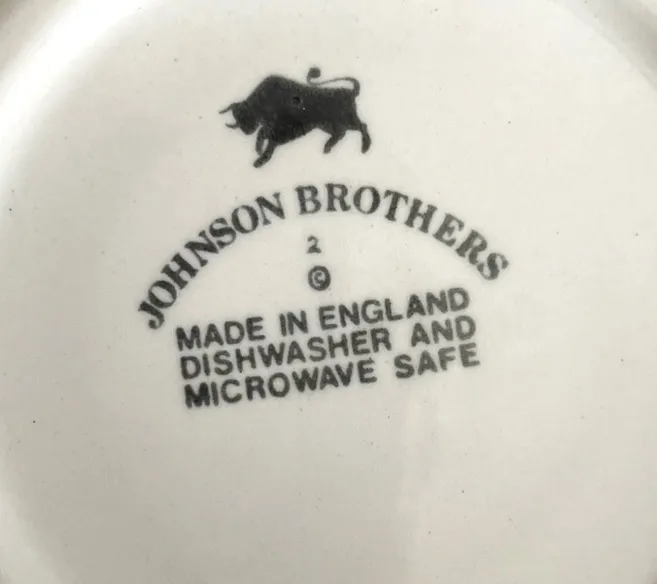 JOHNSON BROTHERS
2
©
MADE IN ENGLAND
DISHWASHER AND
MICROWAVE SAFE